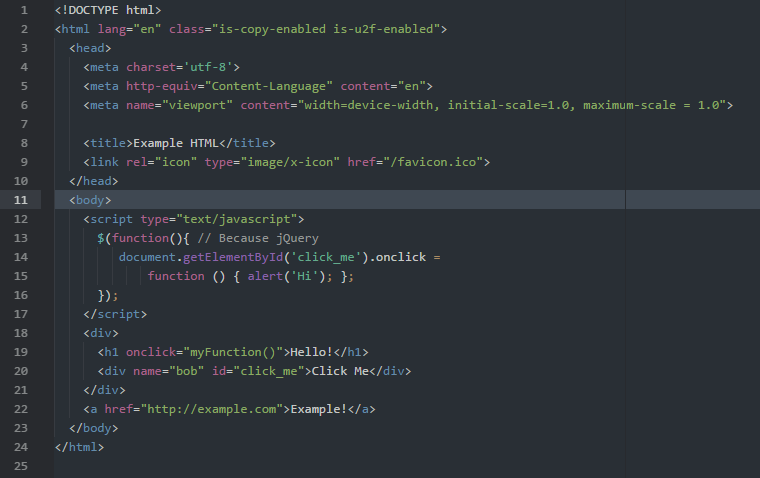 1 <!DOCTYPE html>
2 <html lang="en" class="is-copy-enabled is-u2f-enabled">
3   <head>
4     <meta charset='utf-8'>
5     <meta http-equiv="Content-Language" content="en">
6     <meta name="viewport" content="width=device-width, initial-scale=1.0, maximum-scale = 1.0">
7
8     <title>Example HTML</title>
9     <link rel="icon" type="image/x-icon" href="/favicon.ico">
10   </head>
11   <body>
12     <script type="text/javascript">
13       $(function(){ // Because jQuery
14          document.getElementById('click_me').onclick =
15              function () { alert('Hi'); };
16       });
17     </script>
18     <div>
19       <h1 onclick="myFunction()">Hello!</h1>
20       <div name="bob" id="click_me">Click Me</div>
21     </div>
22     <a href="http://example.com">Example!</a>
23   </body>
24 </html>
25